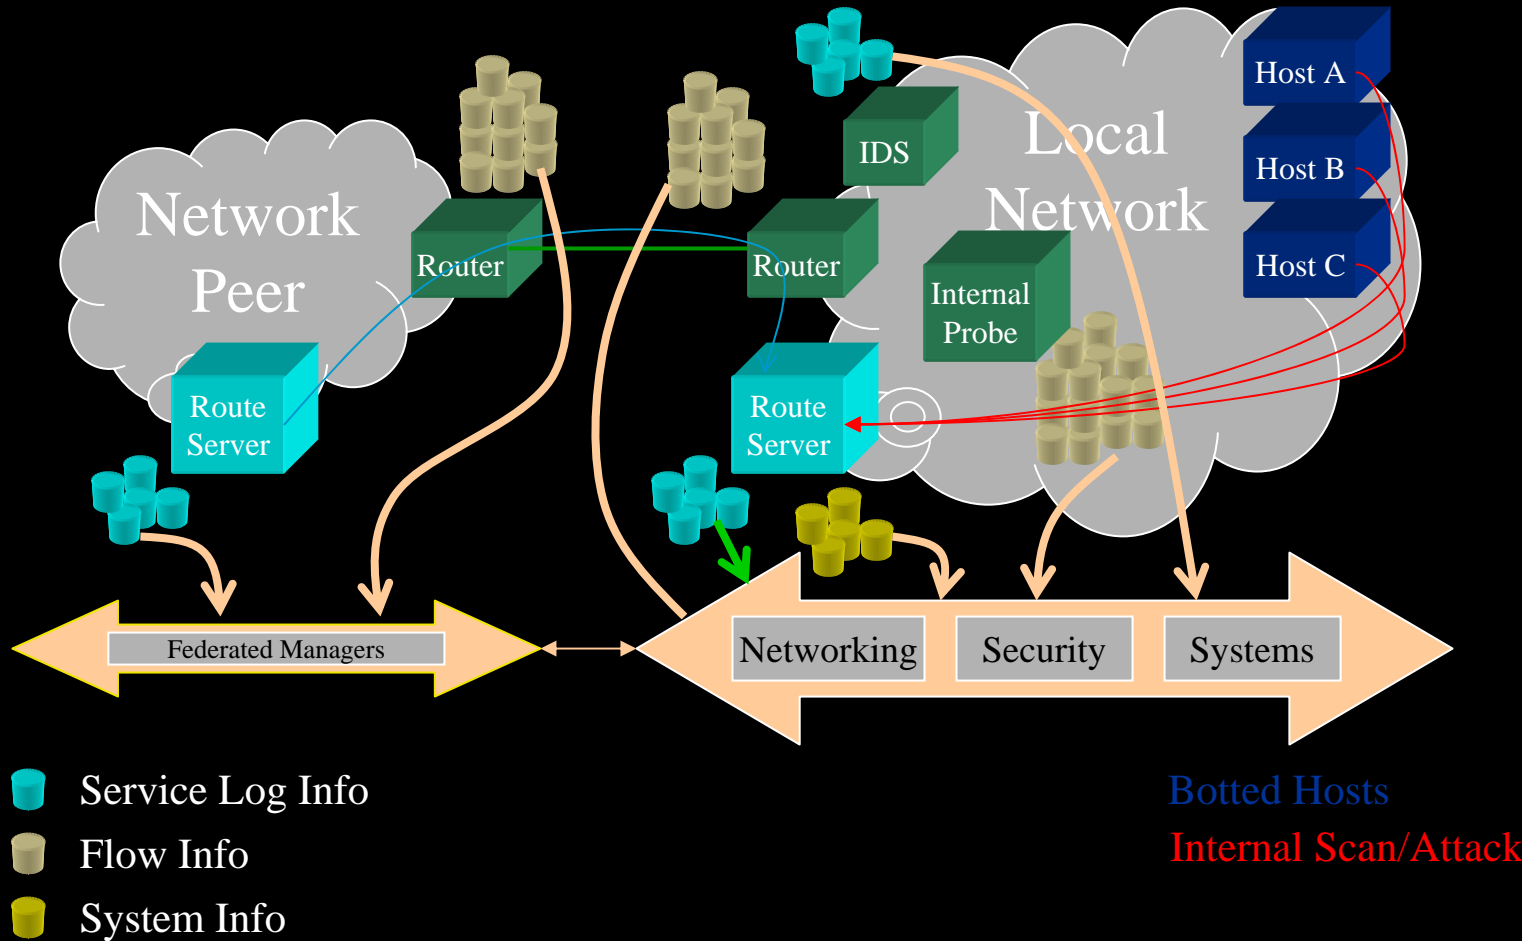 Network
Peer
Router
Route
Server
Router
IDS
Local
Network
Internal
Probe
Host A
Host B
Host C
Route
Server
Federated Managers
Networking
Security
Systems
Service Log Info
Flow Info
System Info
Botted Hosts
Internal Scan/Attack